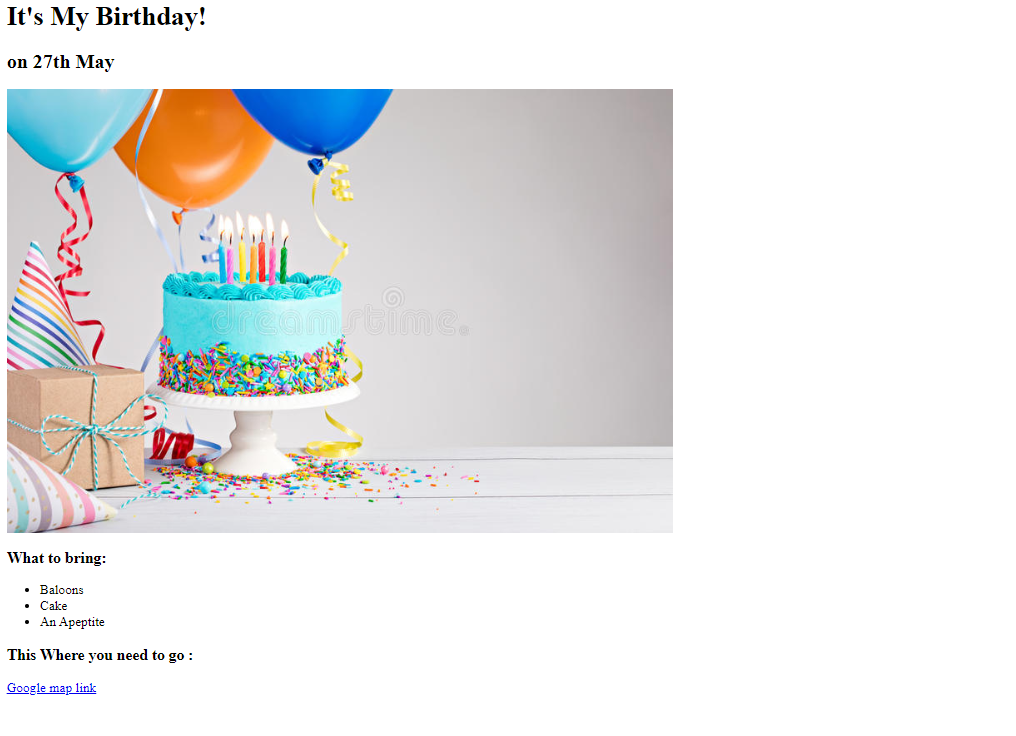 It's My Birthday!
on 27th May
dreamstime.
What to bring:
Baloons
Cake
An Apeptite
This Where you need to go :
Google map link